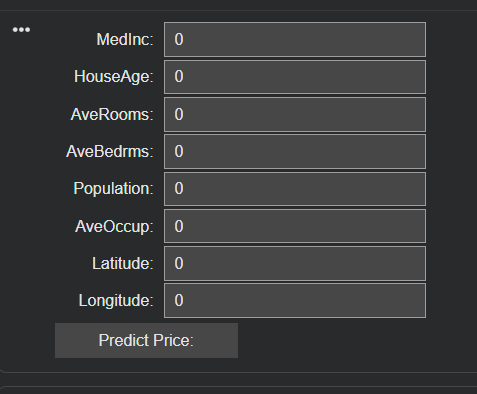 MedInc: 0
HouseAge: 0
AveRooms: 0
AveBedrms: 0
Population: 0
AveOccup: 0
Latitude: 0
Longitude: 0
Predict Price: